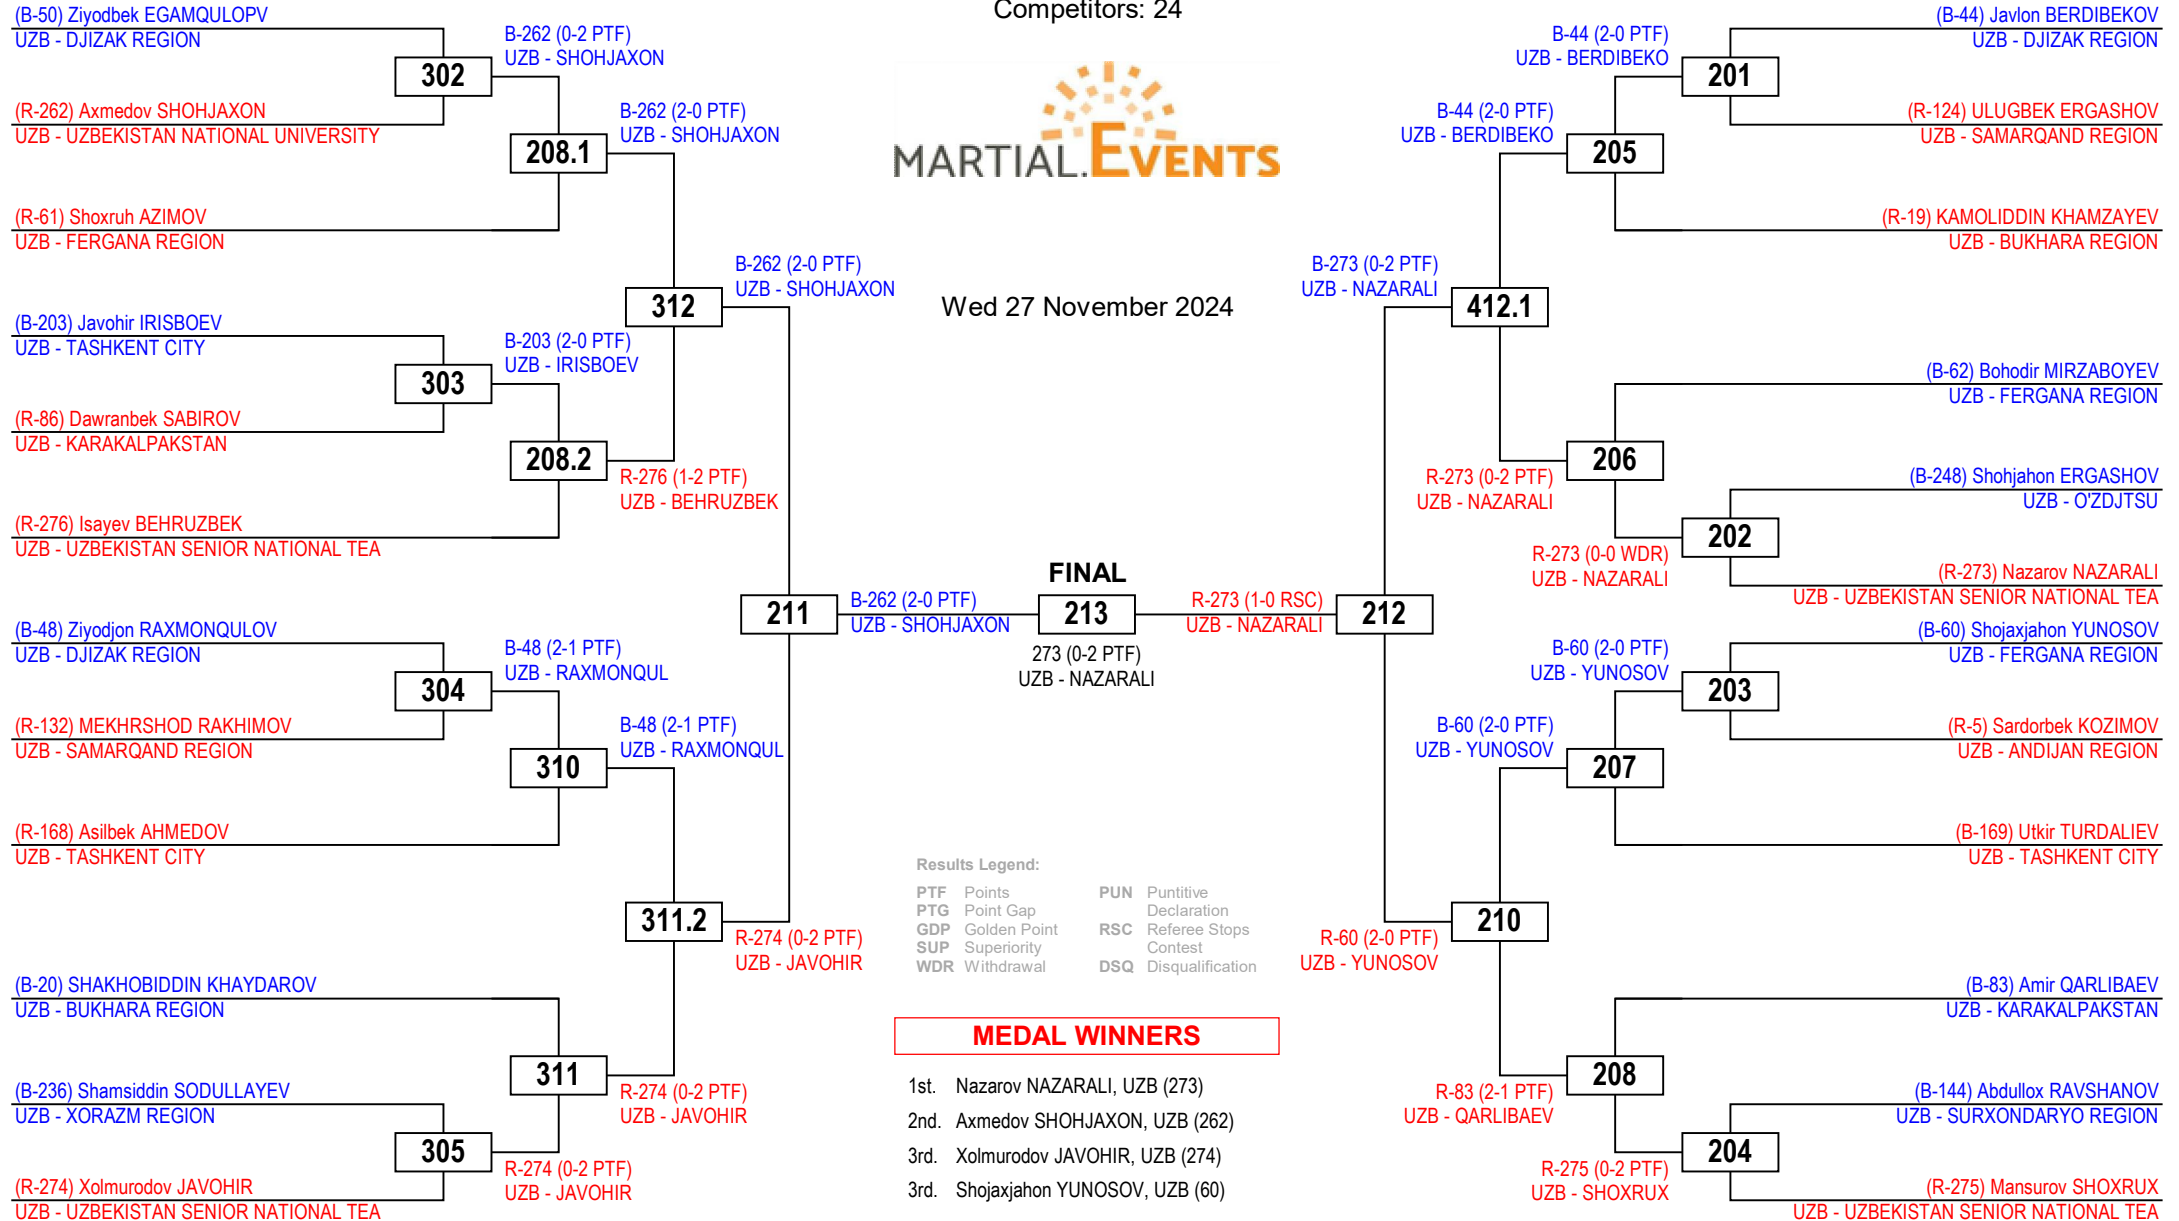 Competitors: 24
MARTIAL.EVENTS
Wed 27 November 2024
(B-50) Ziyodbek EGAMQULOPV
UZB - DJIZAK REGION
302
(R-262) Axmedov SHOHJAXON
UZB - UZBEKISTAN NATIONAL UNIVERSITY
B-262 (0-2 PTF)
UZB - SHOHJAXON
208.1
(R-61) Shoxruh AZIMOV
UZB - FERGANA REGION
B-262 (2-0 PTF)
UZB - SHOHJAXON
312
B-262 (2-0 PTF)
UZB - SHOHJAXON
(B-203) Javohir IRISBOEV
UZB - TASHKENT CITY
303
(R-86) Dawranbek SABIROV
UZB - KARAKALPAKSTAN
B-203 (2-0 PTF)
UZB - IRISBOEV
208.2
R-276 (1-2 PTF)
UZB - BEHRUZBEK
(R-276) Isayev BEHRUZBEK
UZB - UZBEKISTAN SENIOR NATIONAL TEA
(B-48) Ziyodjon RAXMONQULOV
UZB - DJIZAK REGION
304
(R-132) MEKHRSHOD RAKHIMOV
UZB - SAMARQAND REGION
B-48 (2-1 PTF)
UZB - RAXMONQUL
310
B-48 (2-1 PTF)
UZB - RAXMONQUL
(R-168) Asilbek AHMEDOV
UZB - TASHKENT CITY
311.2
R-274 (0-2 PTF)
UZB - JAVOHIR
(B-20) SHAKHOBIDDIN KHAYDAROV
UZB - BUKHARA REGION
311
R-274 (0-2 PTF)
UZB - JAVOHIR
(B-236) Shamsiddin SODULLAYEV
UZB - XORAZM REGION
305
R-274 (0-2 PTF)
UZB - JAVOHIR
(R-274) Xolmurodov JAVOHIR
UZB - UZBEKISTAN SENIOR NATIONAL TEA
211
B-262 (2-0 PTF)
UZB - SHOHJAXON
FINAL
213
273 (0-2 PTF)
UZB - NAZARALI
R-273 (1-0 RSC)
UZB - NAZARALI
212
(B-44) Javlon BERDIBEKOV
UZB - DJIZAK REGION
B-44 (2-0 PTF)
UZB - BERDIBEKO
201
(R-124) ULUGBEK ERGASHOV
UZB - SAMARQAND REGION
B-44 (2-0 PTF)
UZB - BERDIBEKO
205
(R-19) KAMOLIDDIN KHAMZAYEV
UZB - BUKHARA REGION
B-273 (0-2 PTF)
UZB - NAZARALI
412.1
(B-62) Bohodir MIRZABOYEV
UZB - FERGANA REGION
206
R-273 (0-2 PTF)
UZB - NAZARALI
(B-248) Shohjahon ERGASHOV
UZB - O'ZDJTSU
202
R-273 (0-0 WDR)
UZB - NAZARALI
(R-273) Nazarov NAZARALI
UZB - UZBEKISTAN SENIOR NATIONAL TEA
(B-60) Shojaxjahon YUNOSOV
UZB - FERGANA REGION
B-60 (2-0 PTF)
UZB - YUNOSOV
203
(R-5) Sardorbek KOZIMOV
UZB - ANDIJAN REGION
B-60 (2-0 PTF)
UZB - YUNOSOV
207
(B-169) Utkir TURDALIEV
UZB - TASHKENT CITY
210
R-60 (2-0 PTF)
UZB - YUNOSOV
(B-83) Amir QARLIBAEV
UZB - KARAKALPAKSTAN
208
R-83 (2-1 PTF)
UZB - QARLIBAEV
(B-144) Abdullox RAVSHANOV
UZB - SURXONDARYO REGION
204
R-275 (0-2 PTF)
UZB - SHOXRUX
(R-275) Mansurov SHOXRUX
UZB - UZBEKISTAN SENIOR NATIONAL TEA
Results Legend:
PTF Points
PTG Point Gap
GDP Golden Point
SUP Superiority
WDR Withdrawal
PUN Puntitive
Declaration
RSC Referee Stops
Contest
DSQ Disqualification
MEDAL WINNERS
1st. Nazarov NAZARALI, UZB (273)
2nd. Axmedov SHOHJAXON, UZB (262)
3rd. Xolmurodov JAVOHIR, UZB (274)
3rd. Shojaxjahon YUNOSOV, UZB (60)